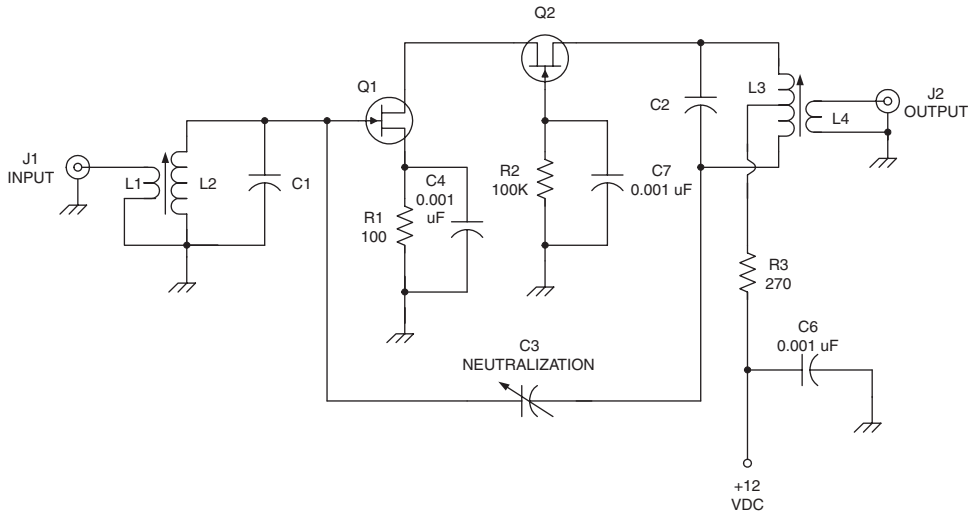 Q2
Q1
J1
INPUT
L1
L2
C1
R1
100
C4
0.001
uF
R2
100K
C7
0.001 uF
C2
L3
L4
J2
OUTPUT
R3
270
C6
0.001 uF
C3
NEUTRALIZATION
+12
VDC